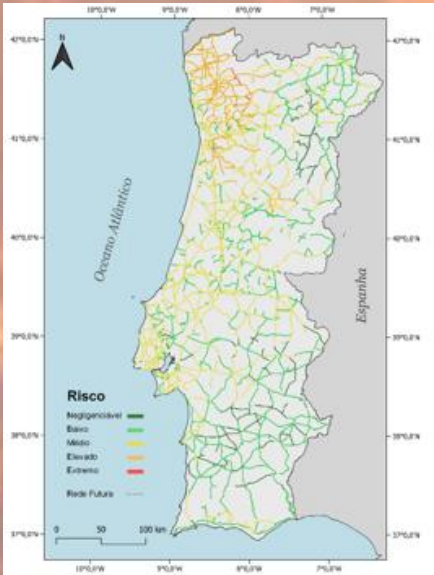 10°0,0'N 9°0,0'N 8°0,0'N 7°0,0'N
42°0,0'N 42°0,0'N
N
41°0,0'N 41°0,0'N
Oceano Atlântico
40°0,0'N 40°0,0'N
Espanha
39°0,0'N 39°0,0'N
Risco
Negligenciável
Baixo
Médio
Elevado
Extremo
38°0,0'N 38°0,0'N
Rede Futura
0 50 100 km
37°0,0'N 37°0,0'N
10°0,0'N 9°0,0'N 8°0,0'N 7°0,0'N